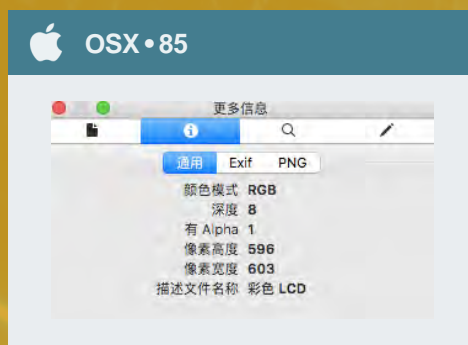 OSX•85
更多信息
通用 Exif PNG
颜色模式 RGB
深度 8
有 Alpha 1
像素高度 596
像素宽度 603
描述文件名称 彩色 LCD